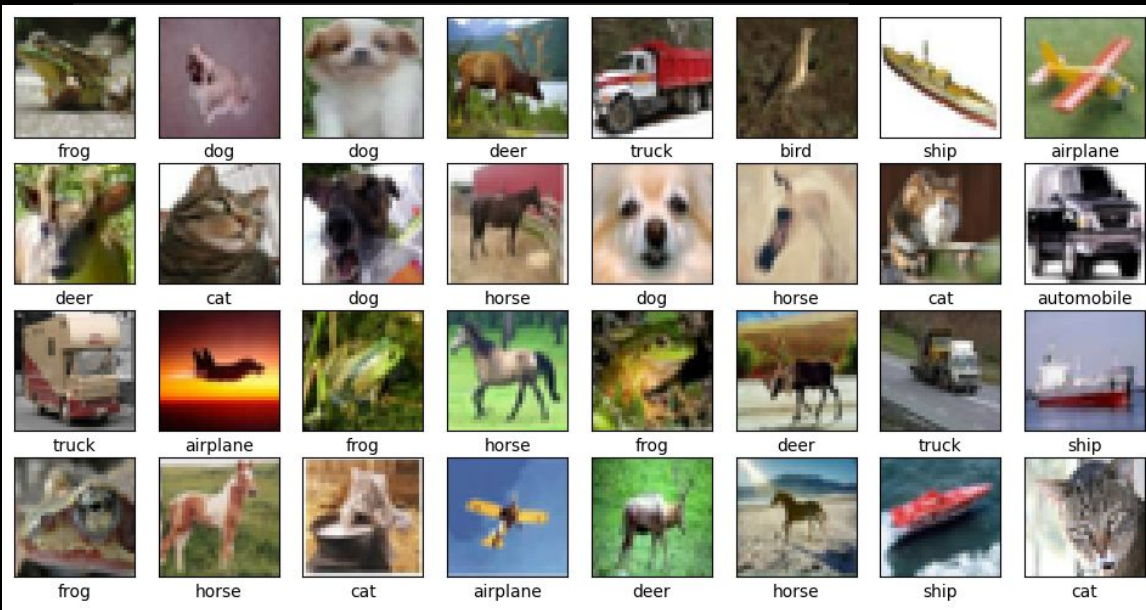 frog dog dog deer truck bird ship airplane
deer cat dog horse dog horse cat automobile
truck airplane frog horse frog deer truck ship
frog horse cat airplane deer horse ship cat